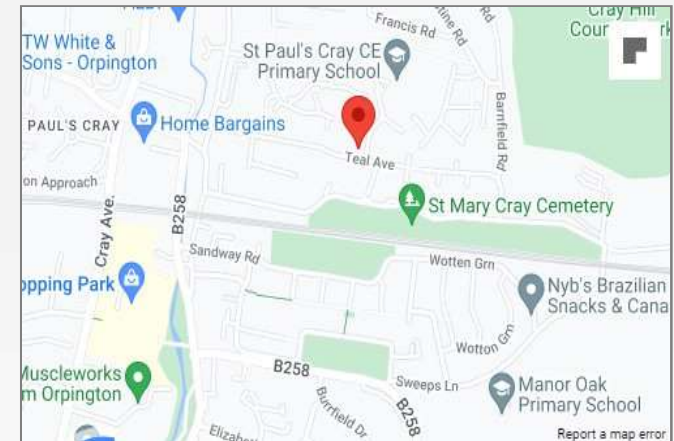 Francis Rd
Rd
Cray Hill
TW White &
Sons - Orpington
St Paul's Cray CE
Primary School
PAUL'S CRAY
Home Bargains
Barnfield Rd
Teal Ave
on Approach
St Mary Cray Cemetery
Cray Ave.
B258
Sandway Rd
Wotten Grn
opping Park
Nyb's Brazilian
Snacks & Cana
Wotton Grn
B258
Muscleworks
m Orpington
Sweeps Ln
Manor Oak
Primary School
Burrfield Dr
B258
Elizab
Report a map error